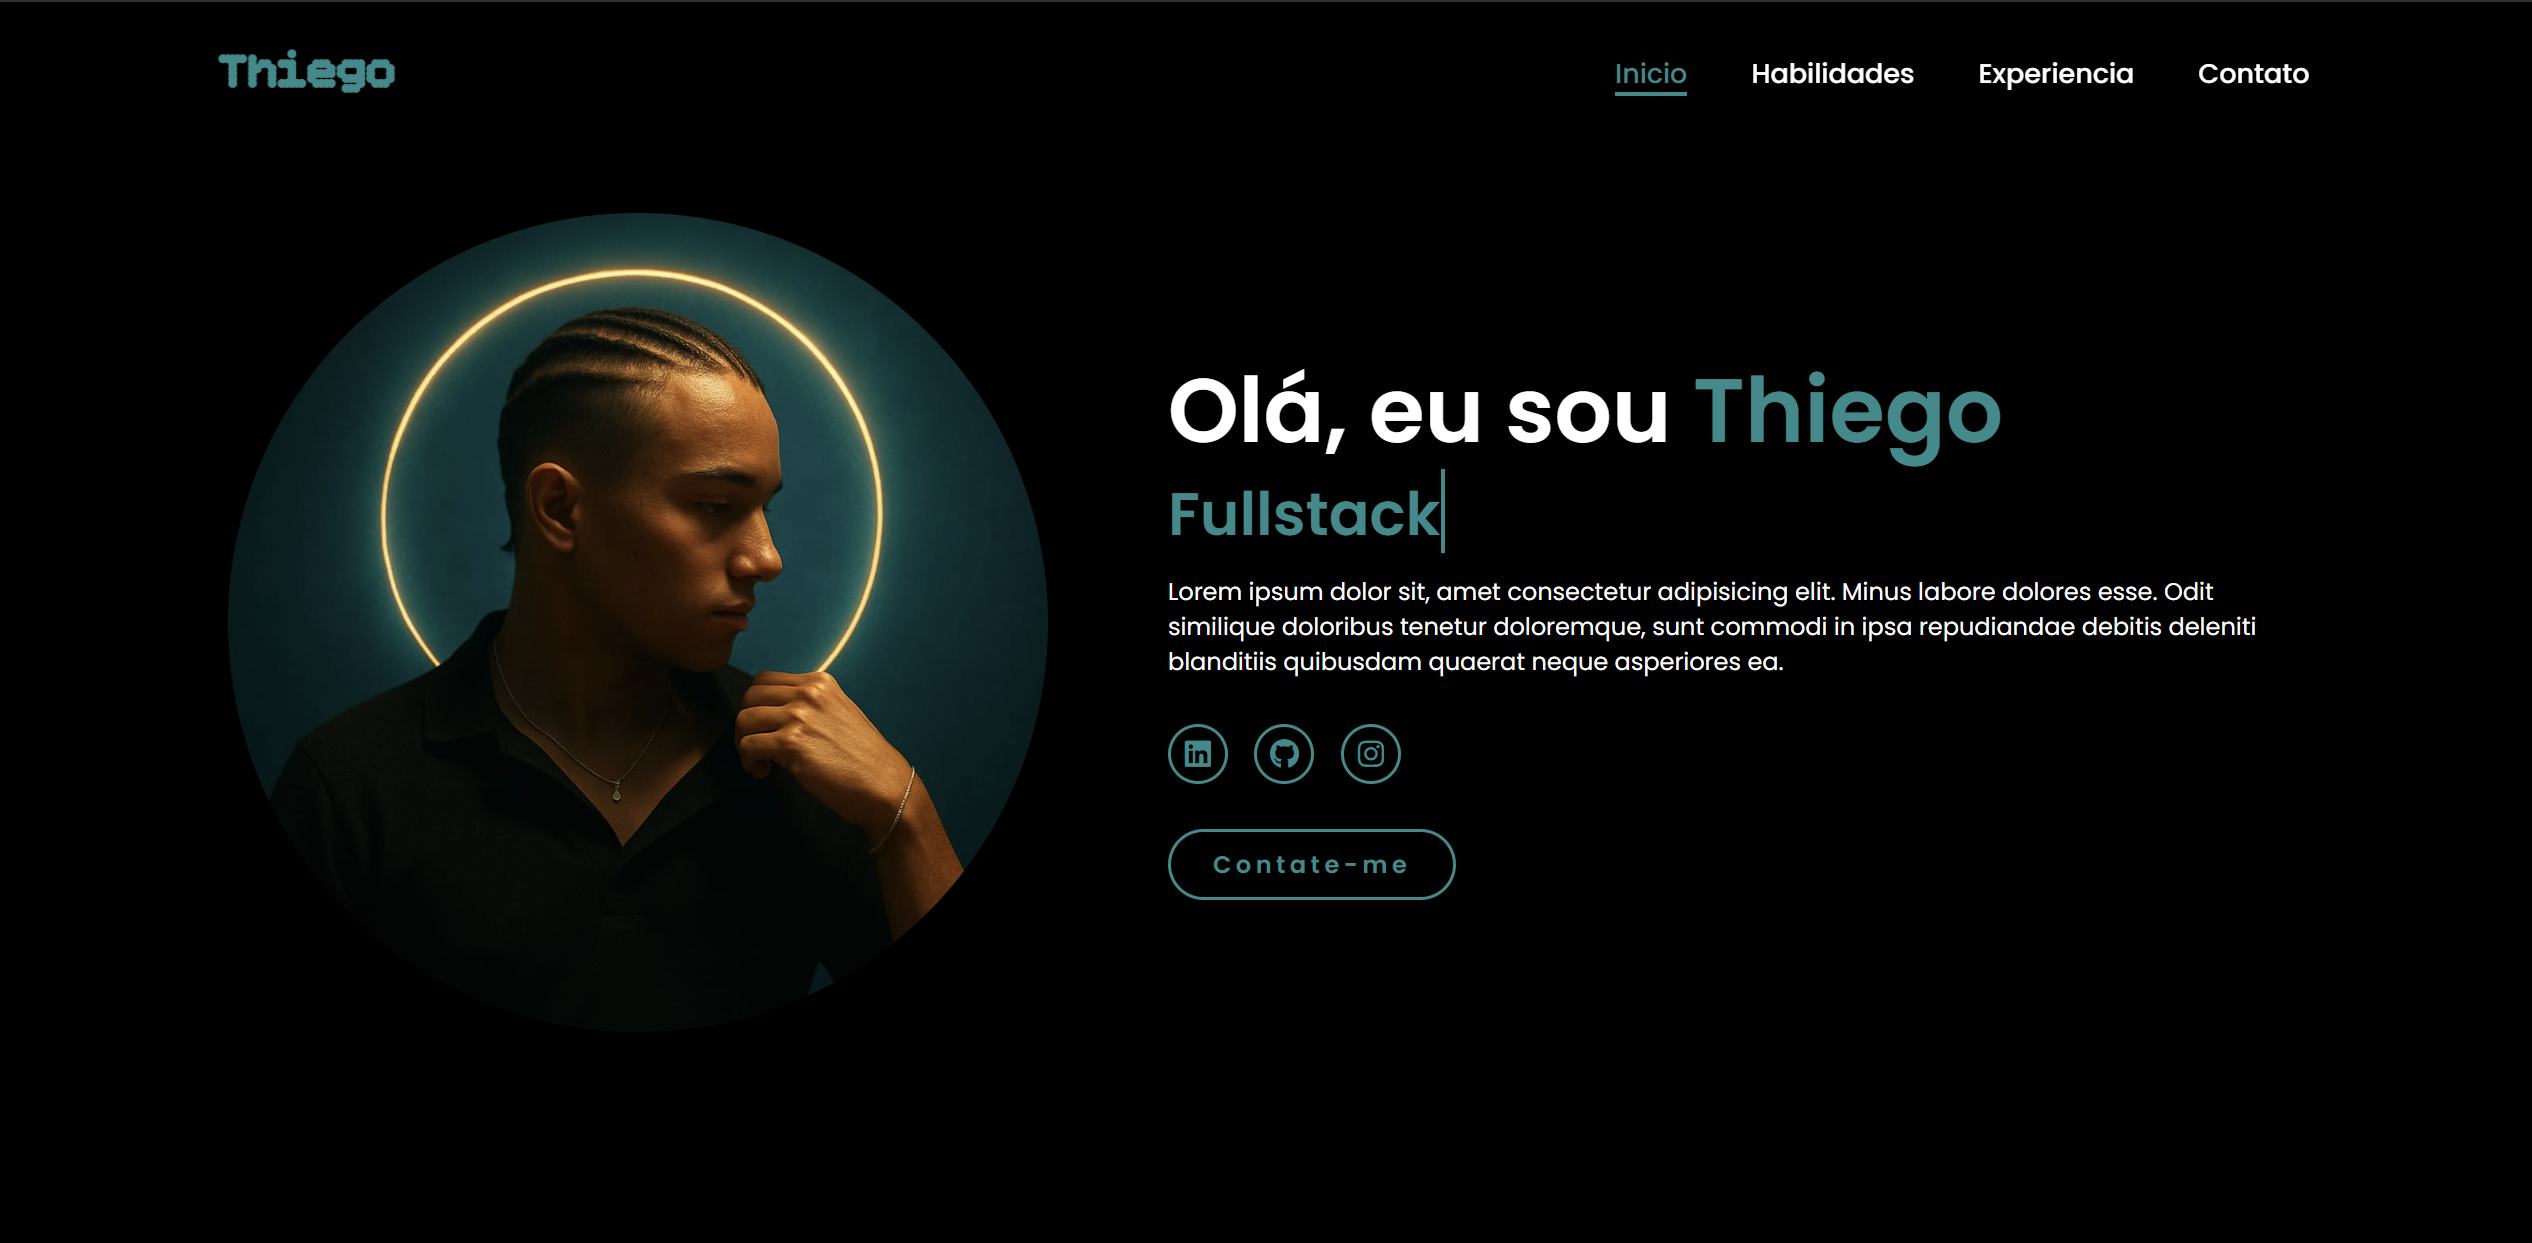 Thiego
Inicio Habilidades Experiencia Contato
Olá, eu sou Thiego
Fullstack
Lorem ipsum dolor sit, amet consectetur adipisicing elit. Minus labore dolores esse. Odit
similique doloribus tenetur doloremque, sunt commodi in ipsa repudiandae debitis deleniti
blanditiis quibusdam quaerat neque asperiores ea.
in
Contate-me